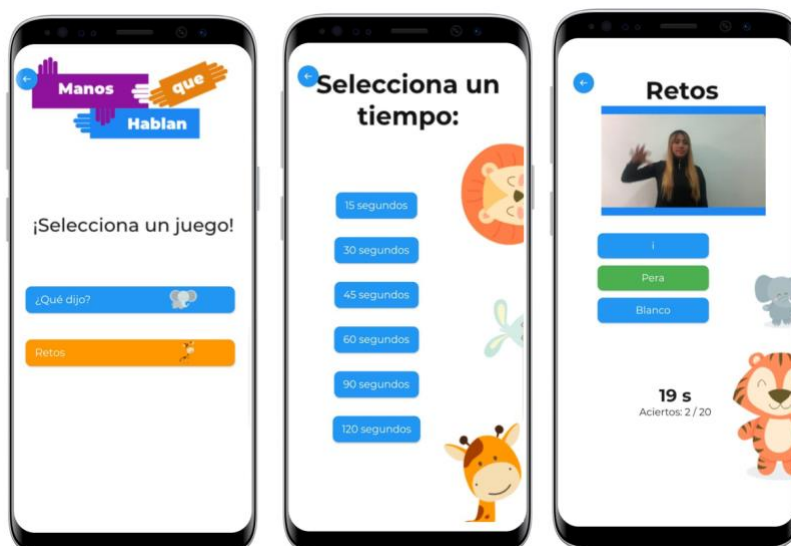 Manos
que
Hablan
¡Selecciona un juego!
¿Qué dijo?
Retos
Selecciona un
tiempo:
15 segundos
30 segundos
45 segundos
60 segundos
90 segundos
120 segundos
Retos
i
Pera
Blanco
19 s
Aciertos: 2 / 20